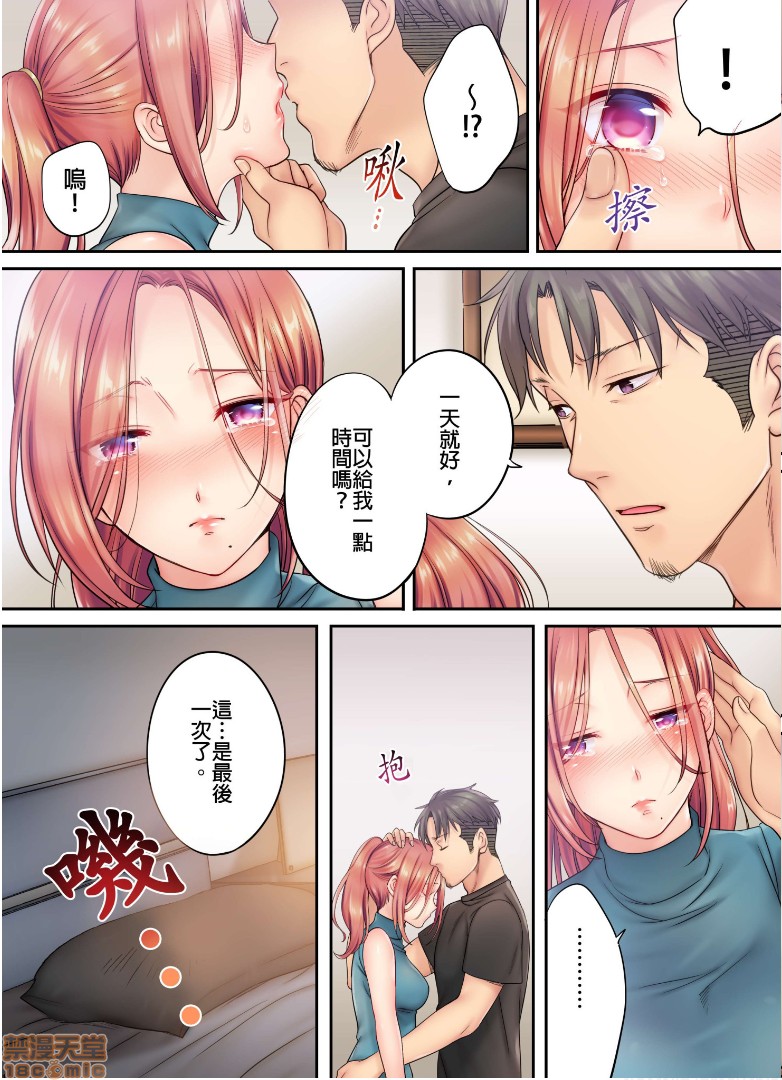 ！
擦
～!?
啾…
嗚！
一天就好，
可以給我一點
時間嗎？
………
抱
這…是最後
一次了。
嘰…
禁漫天堂
18comic